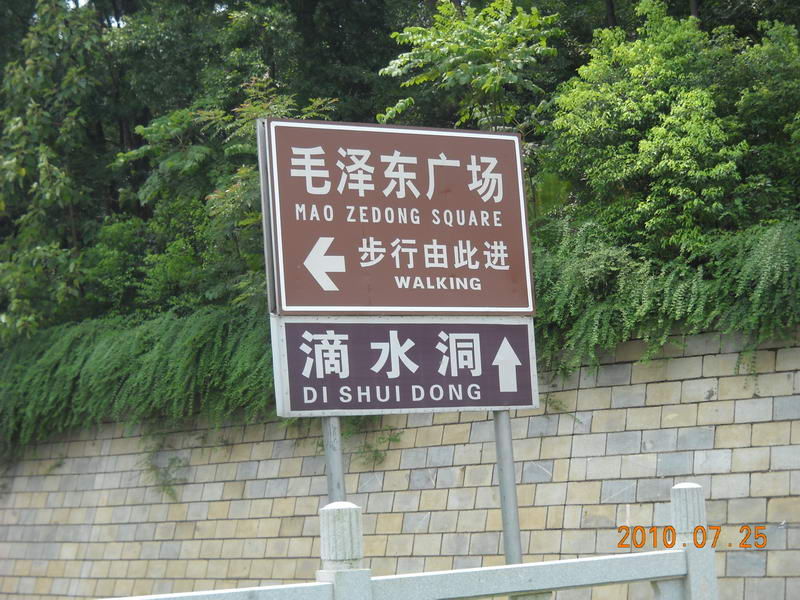 毛泽东广场
MAO ZEDONG SQUARE
步行由此进
WALKING
滴水洞
DI SHUI DONG
2010.07.25